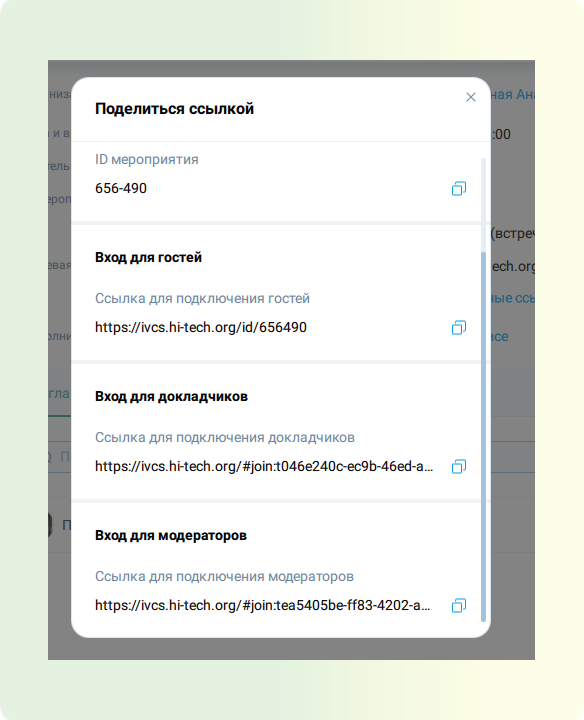 Поделиться ссылкой
ID мероприятия
656-490
Вход для гостей
Ссылка для подключения гостей
https://ivcs.hi-tech.org/id/656490
Вход для докладчиков
Ссылка для подключения докладчиков
https://ivcs.hi-tech.org/#join:t046e240c-ec9b-46ed-a...
Вход для модераторов
Ссылка для подключения модераторов
https://ivcs.hi-tech.org/#join:tea5405be-ff83-4202-a...